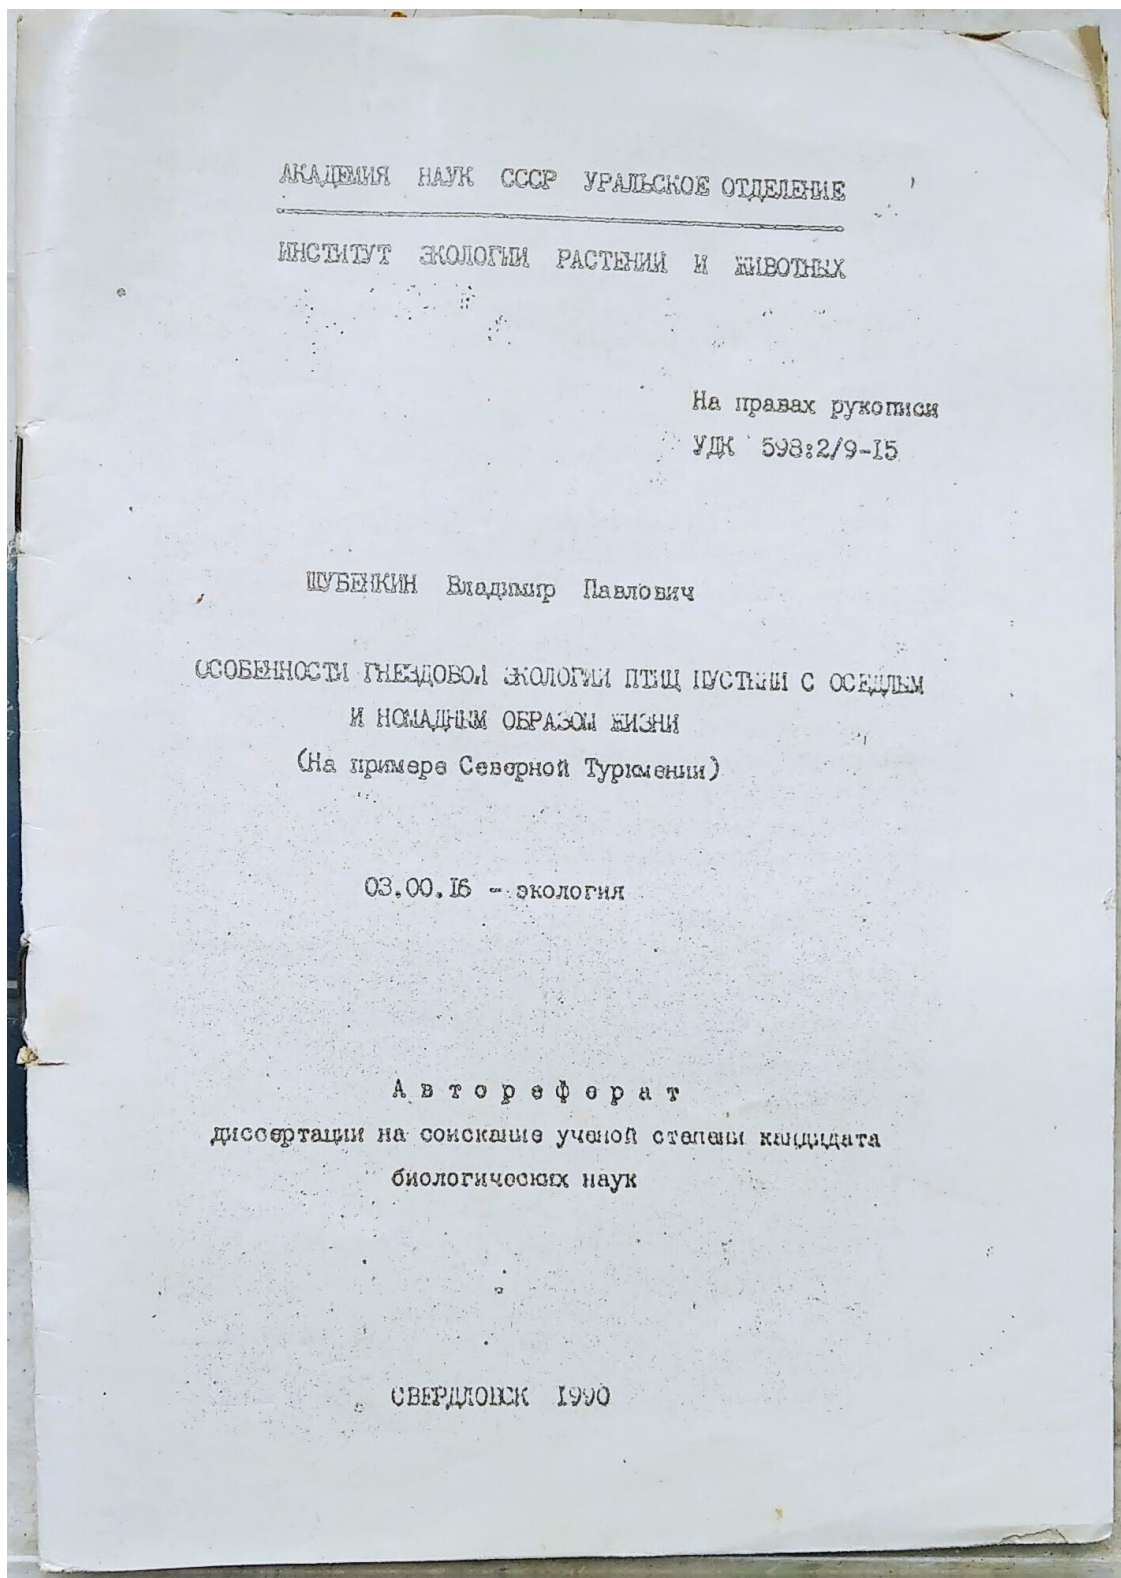 АКАДЕМИЯ НАУК СССР УРАЛЬСКОЕ ОТДЕЛЕНИЕ
ИНСТИТУТ ЭКОЛОГИИ РАСТЕНИЙ И ЖИВОТНЫХ
На правах рукописи
УДК 598:2/9-I5
ШУБЕНКИН Владимир Павлович
ОСОБЕННОСТИ ГНЕЗДОВОЙ ЭКОЛОГИИ ПТИЦ ПУСТЫНИ С ОСЕДЛЫМ
И НОМАДНЫМ ОБРАЗОМ ЖИЗНИ
(На примере Северной Туркмении)
03.00.I6 - экология
Автореферат
диссертации на соискание ученой степени кандидата
биологических наук
СВЕРДЛОВСК 1990